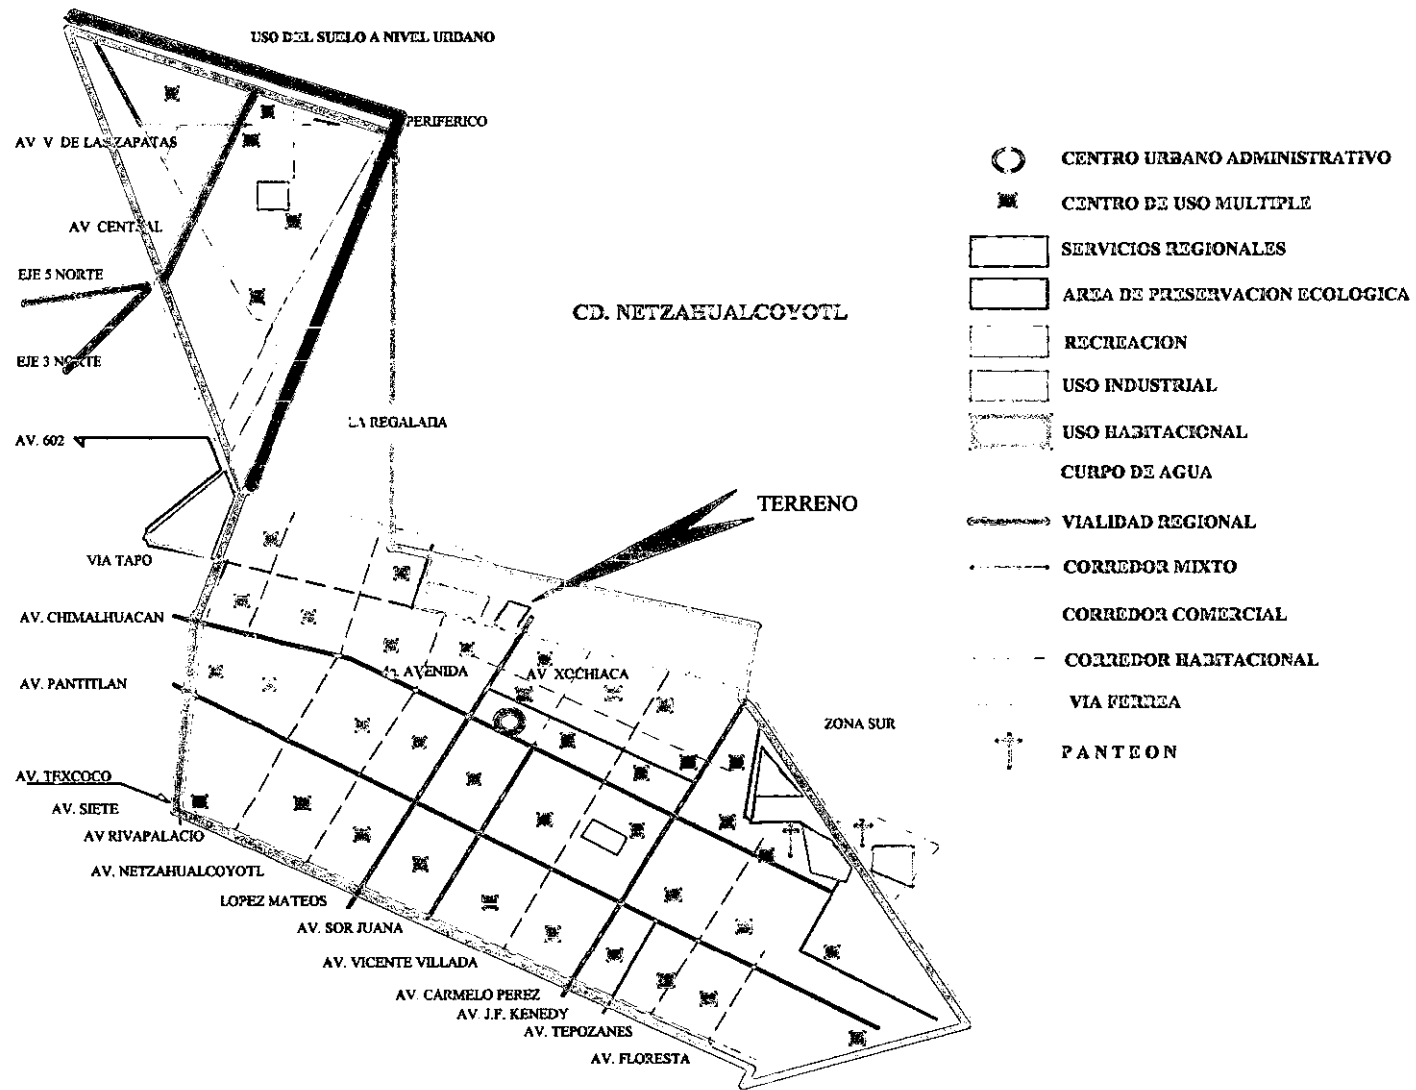 USO DEL SUELO A NIVEL URBANO
PERIFERICO
AV V DE LAS ZAPATAS
AV CENTRAL
EJE 5 NORTE
EJE 3 NORTE
AV. 602
LA REGALADA
CD. NETZAHUALCOYOTL
TERRENO
VIA TAPO
AV. CHIMALHUACAN
AV. PANTITLAN
AVENIDA
AV XOCHIACA
ZONA SUR
AV. TEXCOCO
AV. SIETE
AV RIVAPALACIO
AV. NETZAHUALCOYOTL
LOPEZ MATEOS
AV. SOR JUANA
AV. VICENTE VILLADA
AV. CARMELO PEREZ
AV. J.F. KENEDY
AV. TEPOZANES
AV. FLORESTA
CENTRO URBANO ADMINISTRATIVO
CENTRO DE USO MULTIPLE
SERVICIOS REGIONALES
AREA DE PRESERVACION ECOLOGICA
RECREACION
USO INDUSTRIAL
USO HABITACIONAL
CURPO DE AGUA
VIALIDAD REGIONAL
CORREDOR MIXTO
CORREDOR COMERCIAL
CORREDOR HABITACIONAL
VIA FERREA
PANTEON